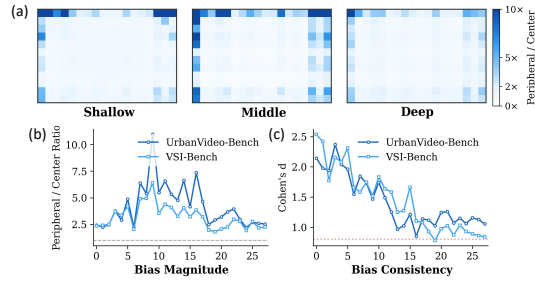 (a)
10×
5×
2×
0×
Peripheral / Center
Shallow
Middle
Deep
(b)
Peripheral / Center Ratio
10.0
7.5
5.0
2.5
UrbanVideo-Bench
VSI-Bench
0 5 10 15 20 25
Bias Magnitude
(c)
Cohen's d
2.5
2.0
1.5
1.0
UrbanVideo-Bench
VSI-Bench
0 5 10 15 20 25
Bias Consistency